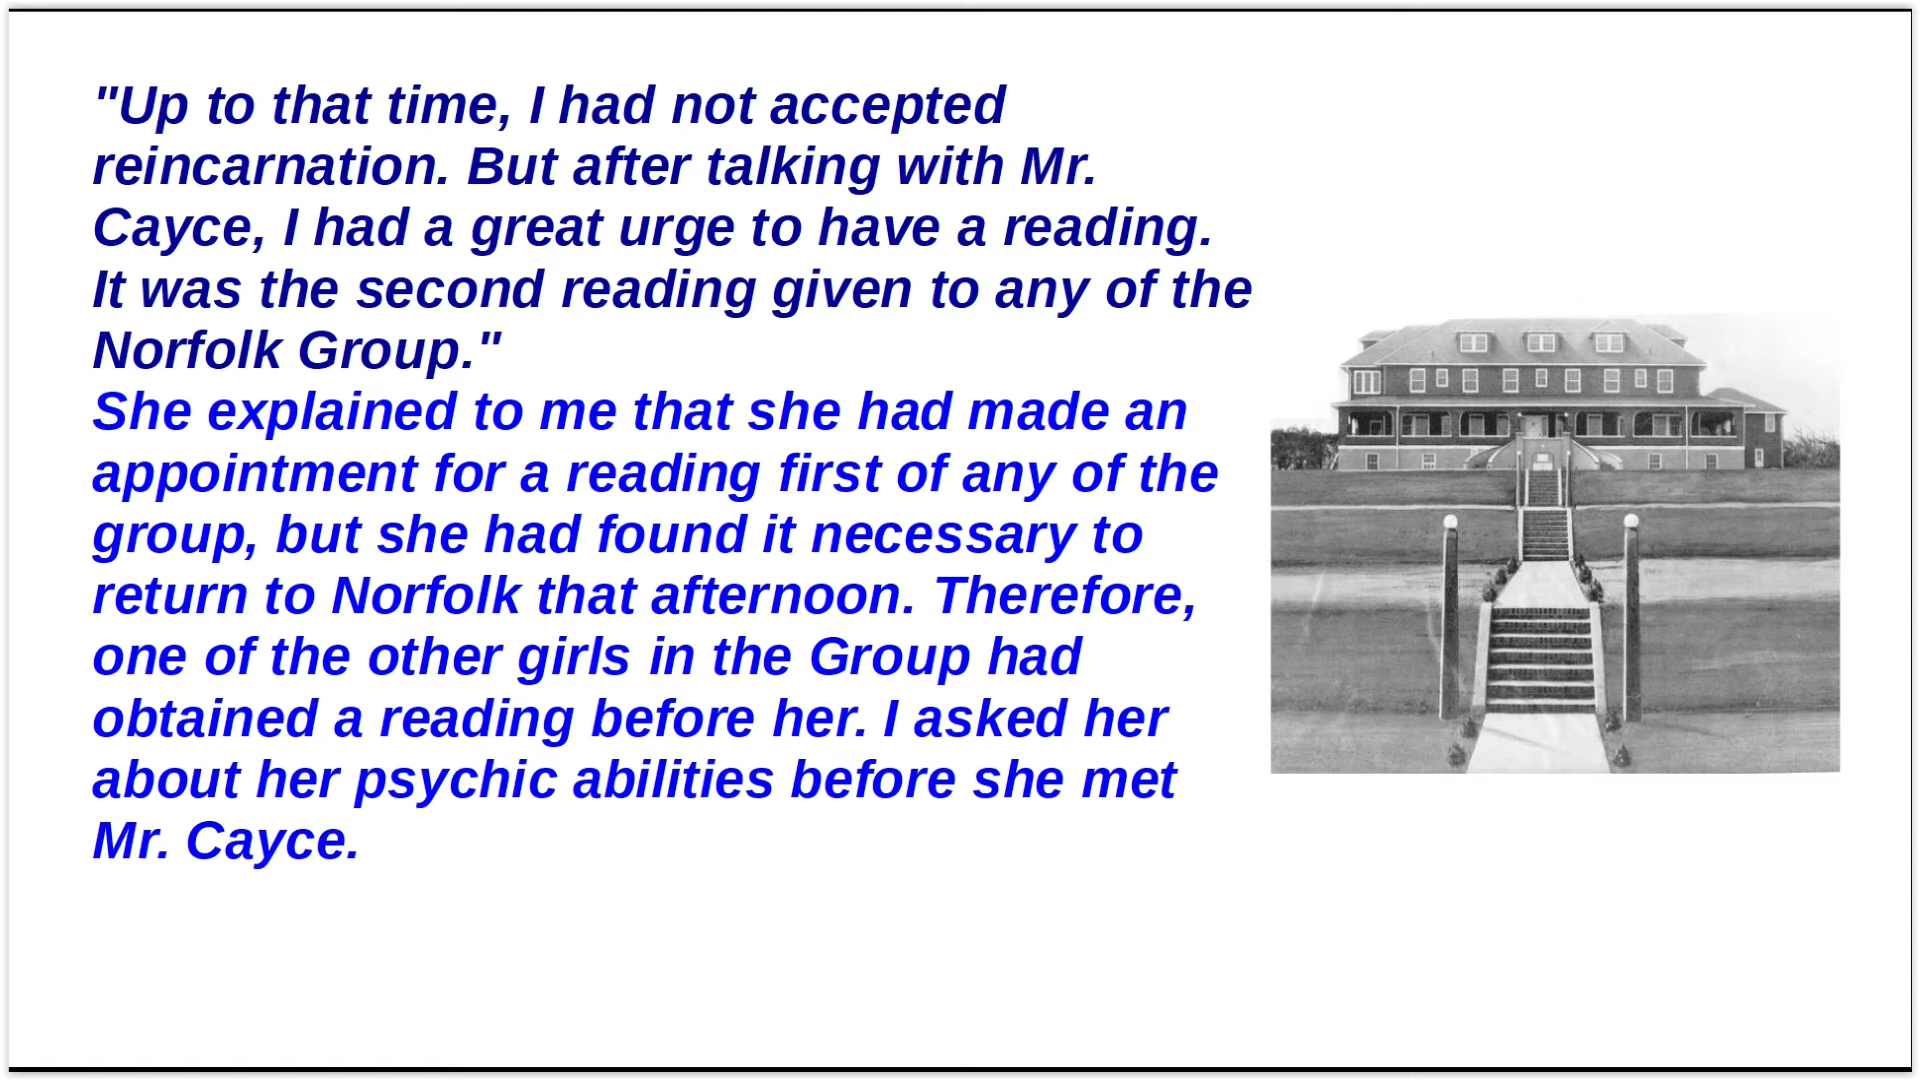 "Up to that time, I had not accepted
reincarnation. But after talking with Mr.
Cayce, I had a great urge to have a reading.
It was the second reading given to any of the
Norfolk Group."
She explained to me that she had made an
appointment for a reading first of any of the
group, but she had found it necessary to
return to Norfolk that afternoon. Therefore,
one of the other girls in the Group had
obtained a reading before her. I asked her
about her psychic abilities before she met
Mr. Cayce.